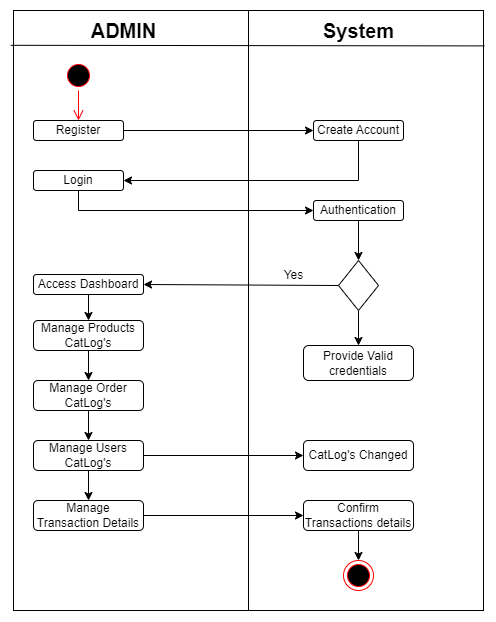 ADMIN
System
Register
Create Account
Login
Authentication
Yes
Access Dashboard
Manage Products
CatLog's
Provide Valid
credentials
Manage Order
CatLog's
Manage Users
CatLog's
CatLog's Changed
Manage
Transaction Details
Confirm
Transactions details